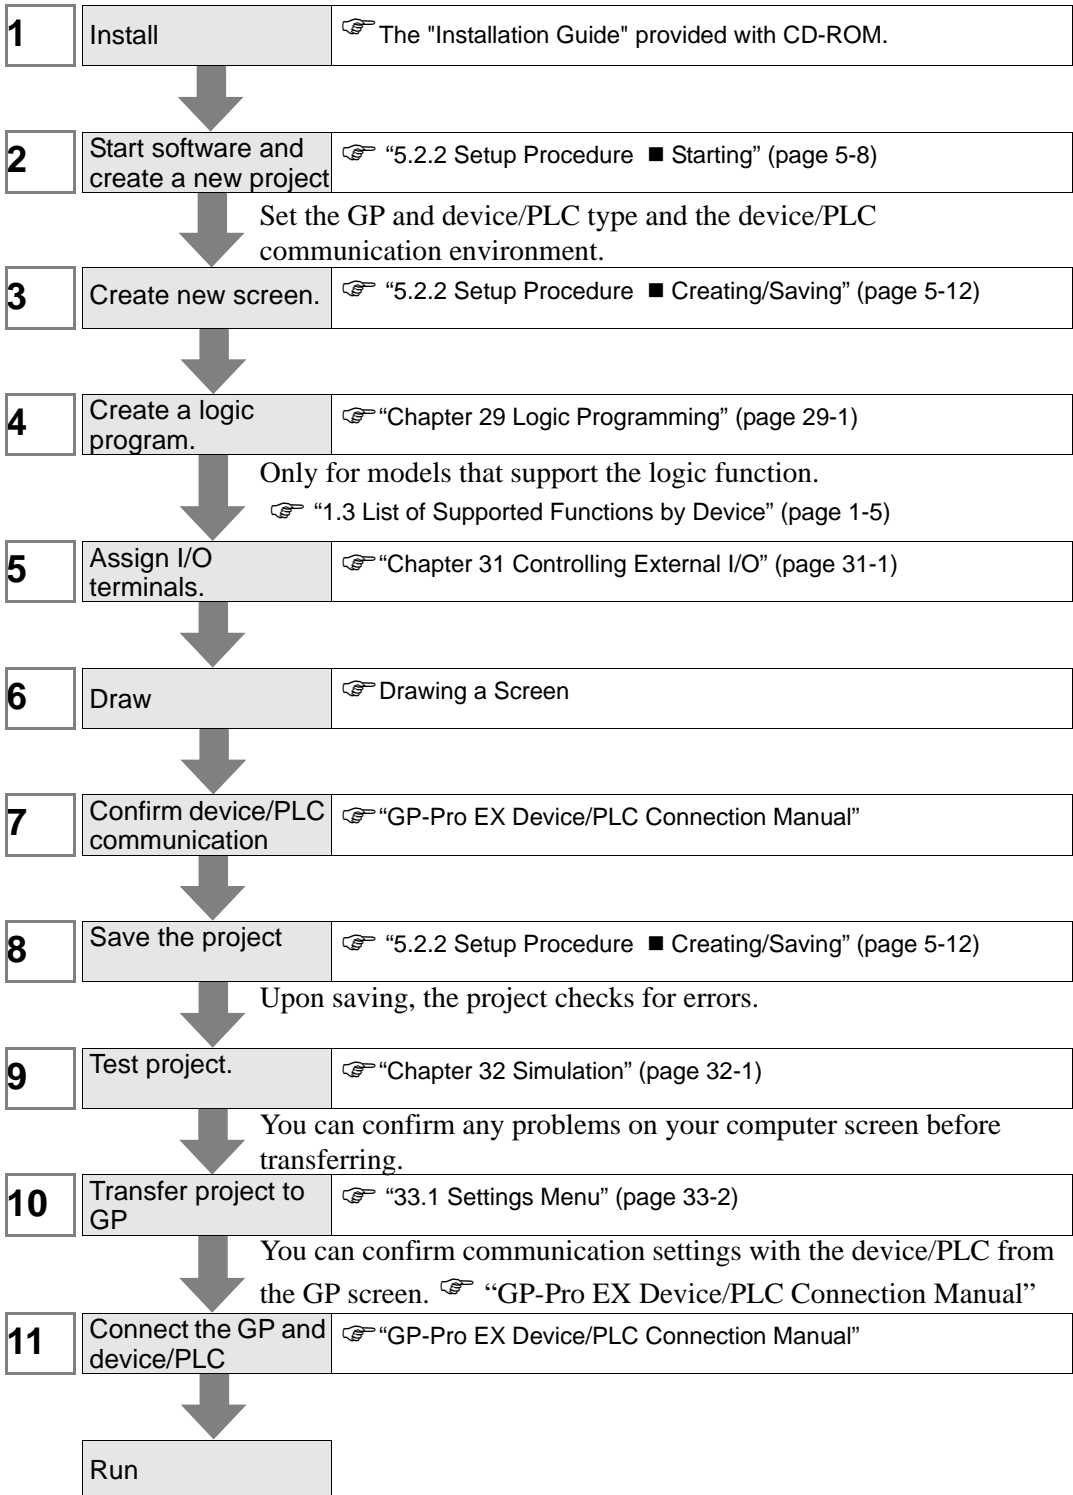 1
Install
☞ The "Installation Guide" provided with CD-ROM.
2
Start software and
create a new project
☞ “5.2.2 Setup Procedure ■ Starting” (page 5-8)
Set the GP and device/PLC type and the device/PLC
communication environment.
3
Create new screen.
☞ “5.2.2 Setup Procedure ■ Creating/Saving” (page 5-12)
4
Create a logic
program.
☞ “Chapter 29 Logic Programming” (page 29-1)
Only for models that support the logic function.
☞ “1.3 List of Supported Functions by Device” (page 1-5)
5
Assign I/O
terminals.
☞ “Chapter 31 Controlling External I/O” (page 31-1)
6
Draw
☞ Drawing a Screen
7
Confirm device/PLC
communication
☞ “GP-Pro EX Device/PLC Connection Manual”
8
Save the project
☞ “5.2.2 Setup Procedure ■ Creating/Saving” (page 5-12)
Upon saving, the project checks for errors.
9
Test project.
☞ “Chapter 32 Simulation” (page 32-1)
You can confirm any problems on your computer screen before
transferring.
10
Transfer project to
GP
☞ “33.1 Settings Menu” (page 33-2)
You can confirm communication settings with the device/PLC from
the GP screen. ☞ “GP-Pro EX Device/PLC Connection Manual”
11
Connect the GP and
device/PLC
☞ “GP-Pro EX Device/PLC Connection Manual”
Run